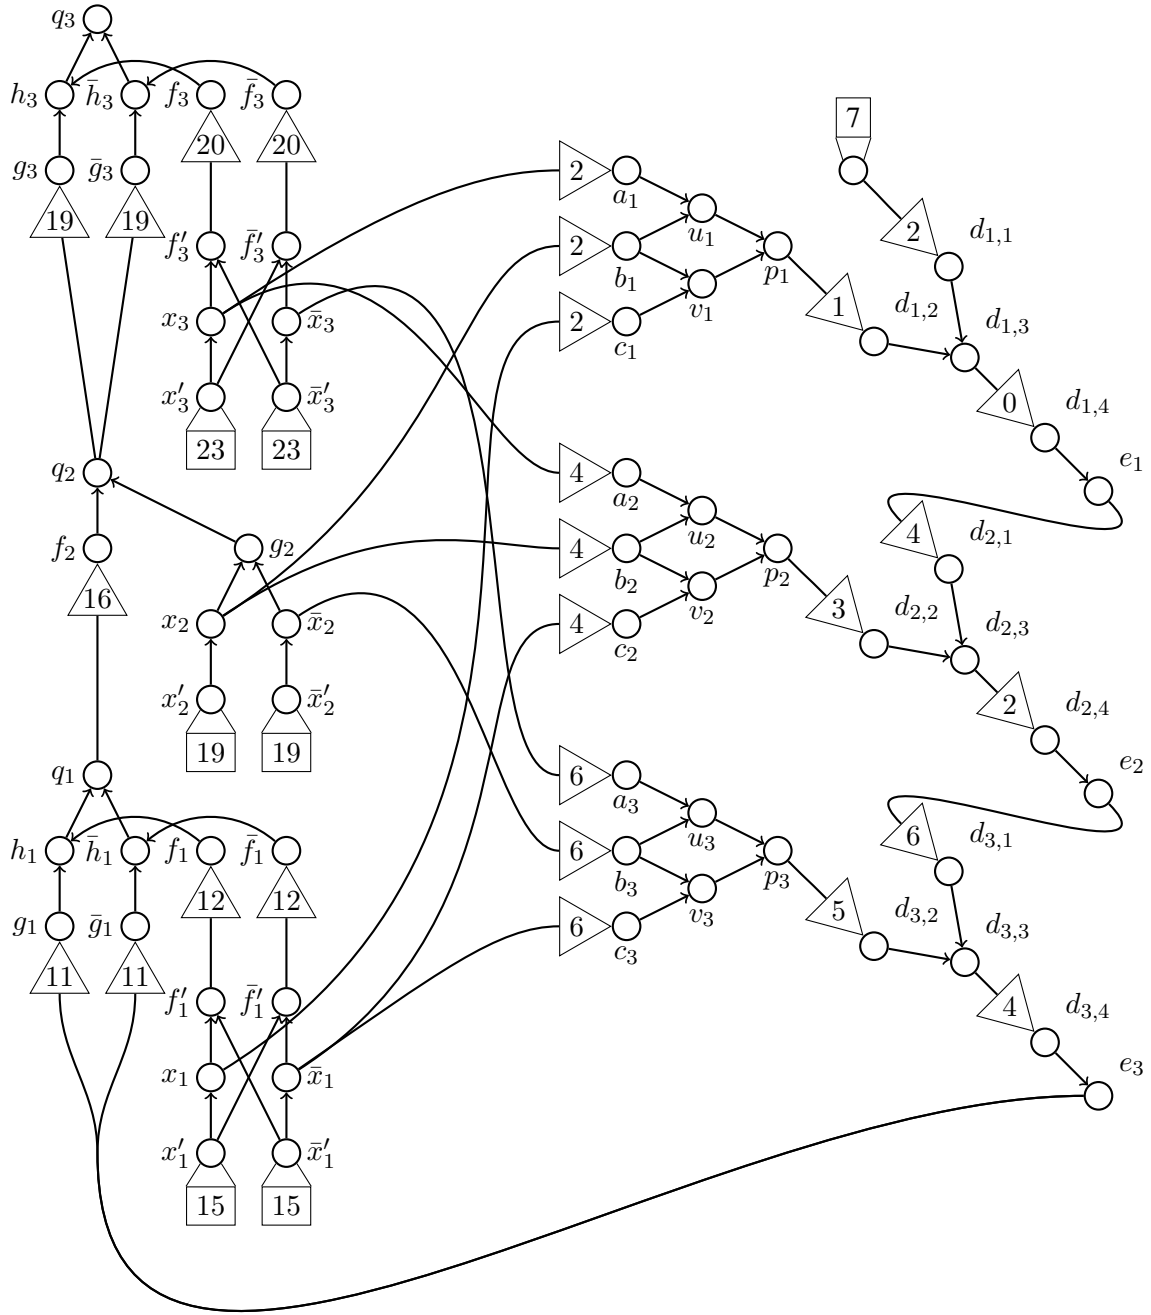 q₃
h₃ h̄₃ f₃ f̄₃
7
20 20
g₃ ḡ₃
2
a₁
19 19
2
d₁,₁
u₁
f′₃ f̄′₃
2
b₁
p₁
1
d₁,₂
d₁,₃
x₃ x̄₃
2
v₁
c₁
x′₃ x̄′₃
0
d₁,₄
23 23
q₂
4
a₂
e₁
f₂
g₂
4
b₂
u₂
p₂
4
d₂,₁
16
x₂ x̄₂
4
c₂
v₂
3
d₂,₂
d₂,₃
x′₂ x̄′₂
2
d₂,₄
19 19
q₁
6
a₃
e₂
h₁ h̄₁ f₁ f̄₁
6
b₃
u₃
p₃
6
d₃,₁
12 12
g₁ ḡ₁
6
c₃
v₃
5
d₃,₂
d₃,₃
11 11
f′₁ f̄′₁
4
d₃,₄
x₁ x̄₁
e₃
x′₁ x̄′₁
15 15